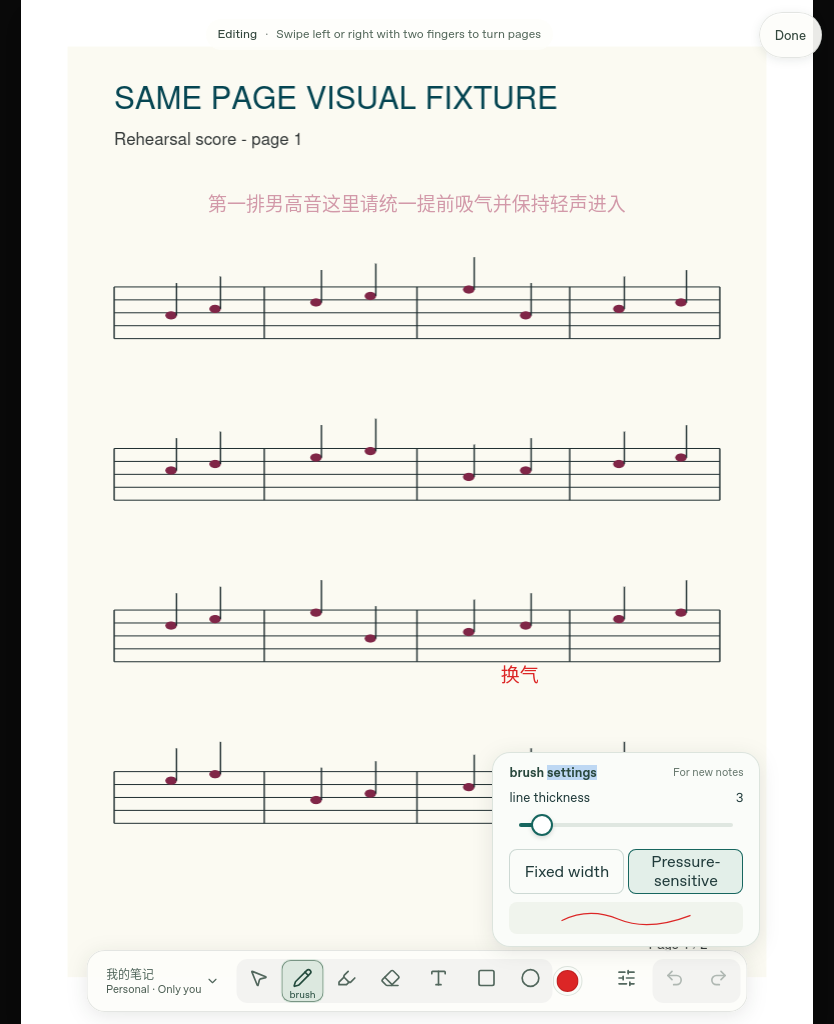 Editing · Swipe left or right with two fingers to turn pages
Done
SAME PAGE VISUAL FIXTURE
Rehearsal score - page 1
第一排男高音这里请统一提前吸气并保持轻声进入
换气
brush settings
For new notes
line thickness
3
Fixed width
Pressure-
sensitive
我的笔记
Personal · Only you
brush
T